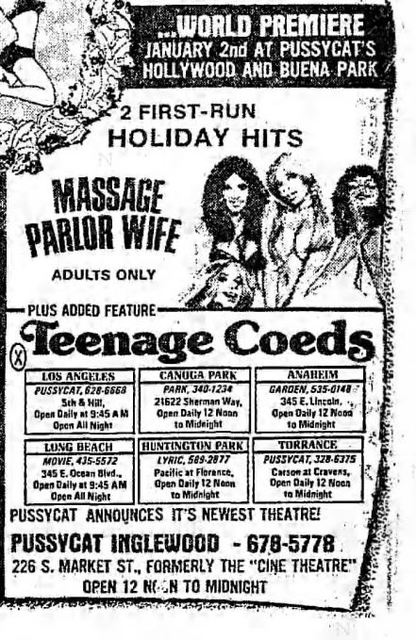 ...WORLD PREMIERE
JANUARY 2nd AT PUSSYCAT'S
HOLLYWOOD AND BUENA PARK
2 FIRST-RUN
HOLIDAY HITS
MASSAGE
PARLOR WIFE
ADULTS ONLY
PLUS ADDED FEATURE
Teenage Coeds
X
LOS ANGELES
PUSSYCAT, 628-6668
5th & Hill,
Open Daily at 9:45 AM
Open All Night
CANOGA PARK
PARK, 340-1234
21622 Sherman Way,
Open Daily 12 Noon
to Midnight
ANAHEIM
GARDEN, 535-0148
345 E. Lincoln,
Open Daily 12 Noon
to Midnight
LONG BEACH
MOVIE, 435-5572
345 E. Ocean Blvd.,
Open Daily at 9:45 AM
Open All Night
HUNTINGTON PARK
LYRIC, 589-2877
Pacific at Florence,
Open Daily 12 Noon
to Midnight
TORRANCE
PUSSYCAT, 328-6375
Carson at Cravens,
Open Daily 12 Noon
to Midnight
PUSSYCAT ANNOUNCES IT'S NEWEST THEATRE!
PUSSYCAT INGLEWOOD - 678-5778
226 S. MARKET ST., FORMERLY THE "CINE THEATRE"
OPEN 12 NOON TO MIDNIGHT